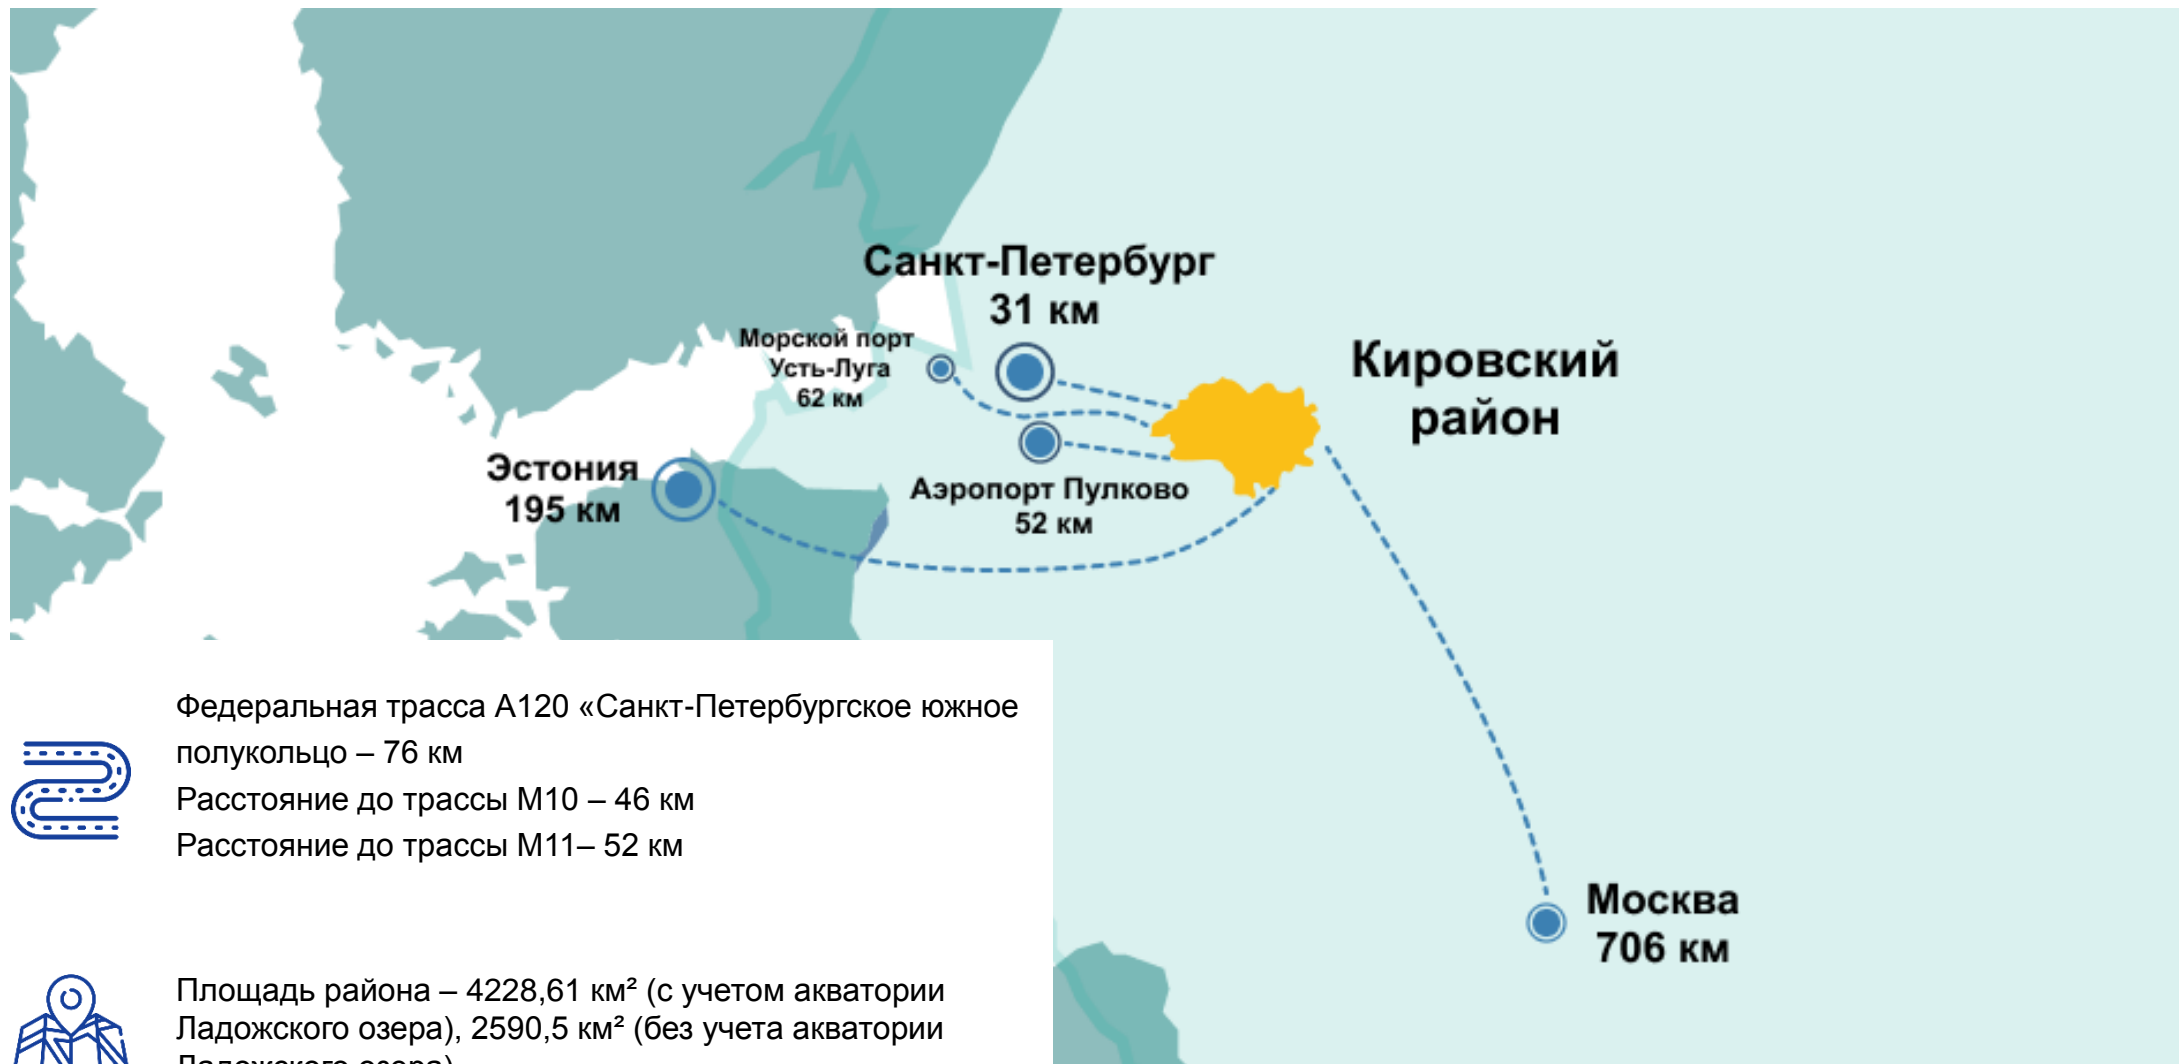 Санкт-Петербург
31 км
Морской порт
Усть-Луга
62 км
Кировский
район
Эстония
195 км
Аэропорт Пулково
52 км
Москва
706 км
Федеральная трасса А120 «Санкт-Петербургское южное
полукольцо – 76 км
Расстояние до трассы М10 – 46 км
Расстояние до трассы М11– 52 км
Площадь района – 4228,61 км² (с учетом акватории
Ладожского озера), 2590,5 км² (без учета акватории
Ладожского озера)